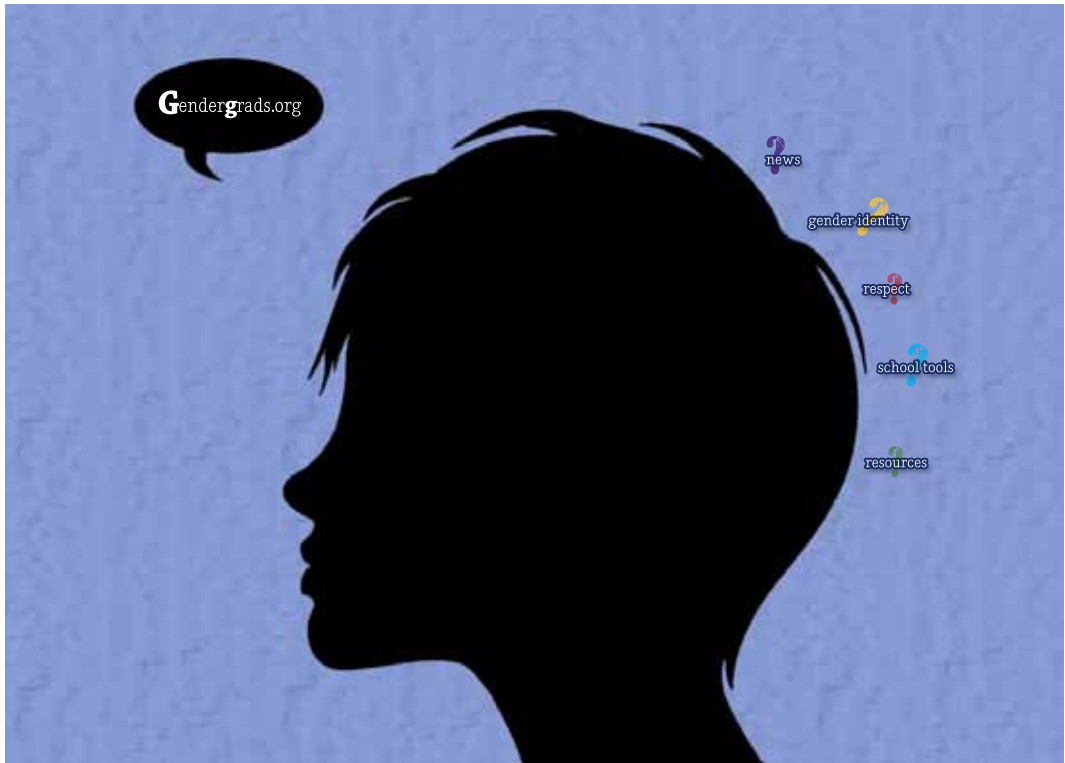 Gendergrads.org
news
gender identity
respect
school tools
resources